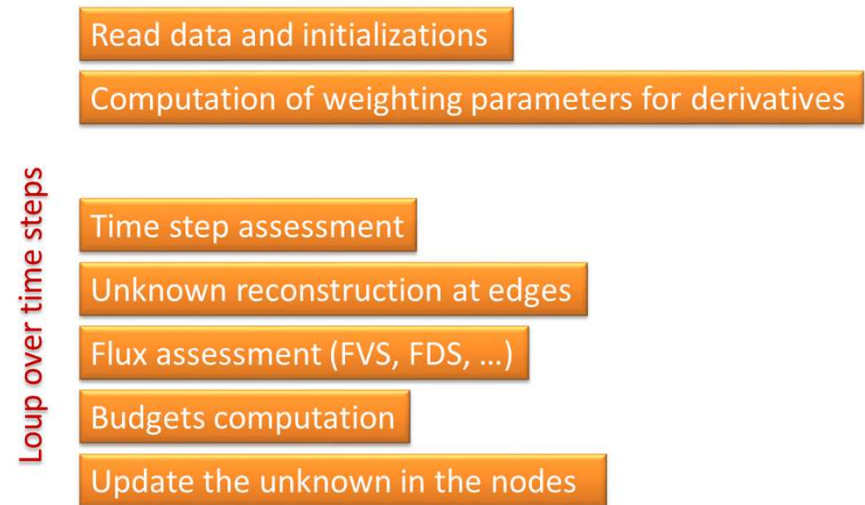 Read data and initializations
Computation of weighting parameters for derivatives
Loup over time steps
Time step assessment
Unknown reconstruction at edges
Flux assessment (FVS, FDS, ...)
Budgets computation
Update the unknown in the nodes